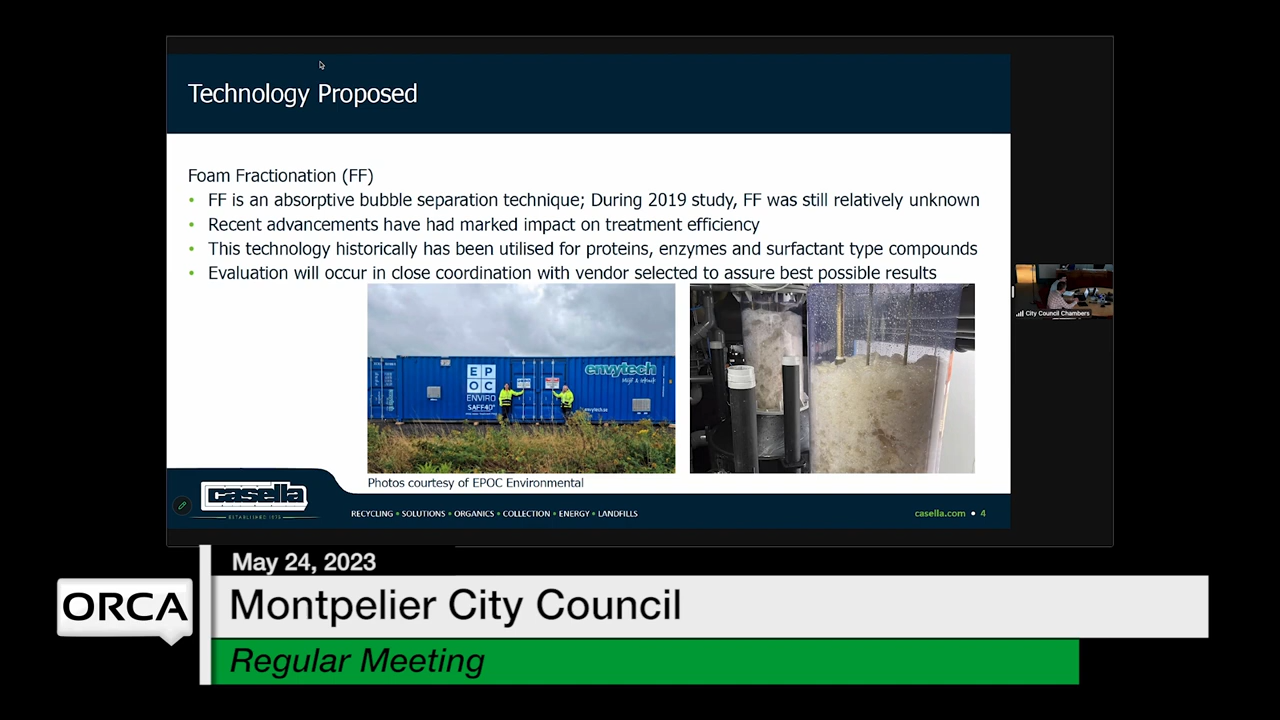 Technology Proposed
Foam Fractionation (FF)
• FF is an absorptive bubble separation technique; During 2019 study, FF was still relatively unknown
• Recent advancements have had marked impact on treatment efficiency
• This technology historically has been utilised for proteins, enzymes and surfactant type compounds
• Evaluation will occur in close coordination with vendor selected to assure best possible results
E P
O C
ENVIRO
SAFF40
envytech
City Council Chambers
Photos courtesy of EPOC Environmental
casella
ESTABLISHED 1975
RECYCLING • SOLUTIONS • ORGANICS • COLLECTION • ENERGY • LANDFILLS
casella.com • 4
May 24, 2023
ORCA
Montpelier City Council
Regular Meeting